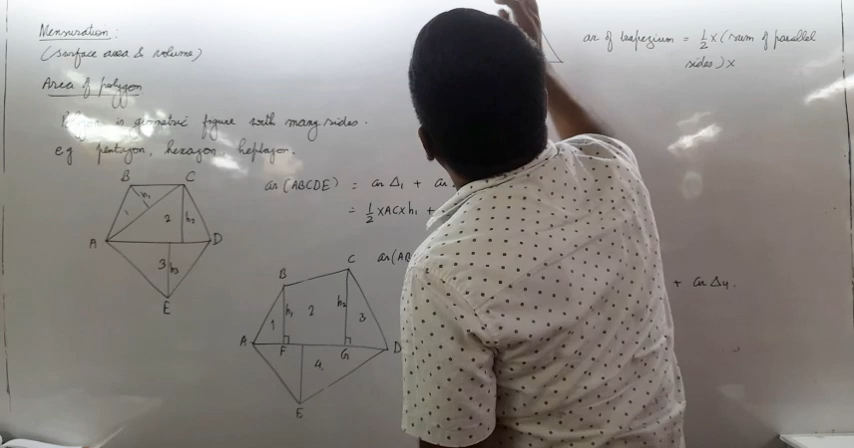 Mensuration :
(surface area & volume)
Area of polygon
is geometric figure with many sides.
eg pentagon, hexagon, heptagon.
ar of trapezium = 1/2 × (sum of parallel
sides) ×
B C
h1
1 2 h2
A D
3 h3
E
ar (ABCDE) = ar Δ1 + ar
= 1/2 × AC × h1 +
ar(AB
+ ar Δ4.
C
B
h1 2 h2
1 3
A F G D
4
E